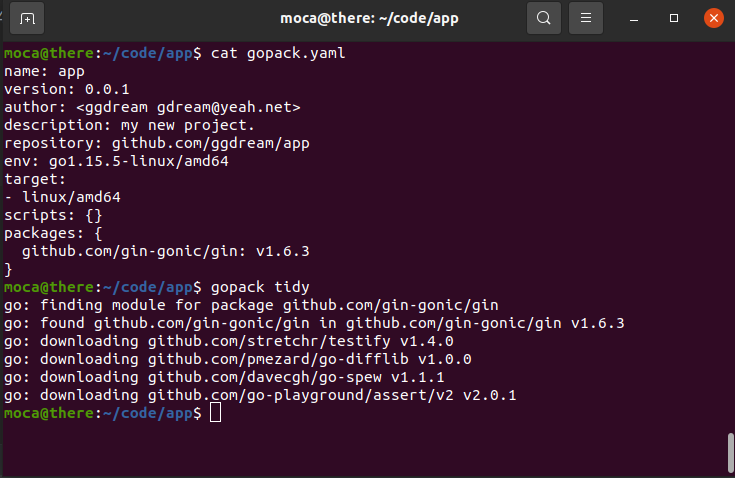 moca@there: ~/code/app
moca@there:~/code/app$ cat gopack.yaml
name: app
version: 0.0.1
author: <ggdream gdream@yeah.net>
description: my new project.
repository: github.com/ggdream/app
env: go1.15.5-linux/amd64
target:
- linux/amd64
scripts: {}
packages: {
  github.com/gin-gonic/gin: v1.6.3
}
moca@there:~/code/app$ gopack tidy
go: finding module for package github.com/gin-gonic/gin
go: found github.com/gin-gonic/gin in github.com/gin-gonic/gin v1.6.3
go: downloading github.com/stretchr/testify v1.4.0
go: downloading github.com/pmezard/go-difflib v1.0.0
go: downloading github.com/davecgh/go-spew v1.1.1
go: downloading github.com/go-playground/assert/v2 v2.0.1
moca@there:~/code/app$